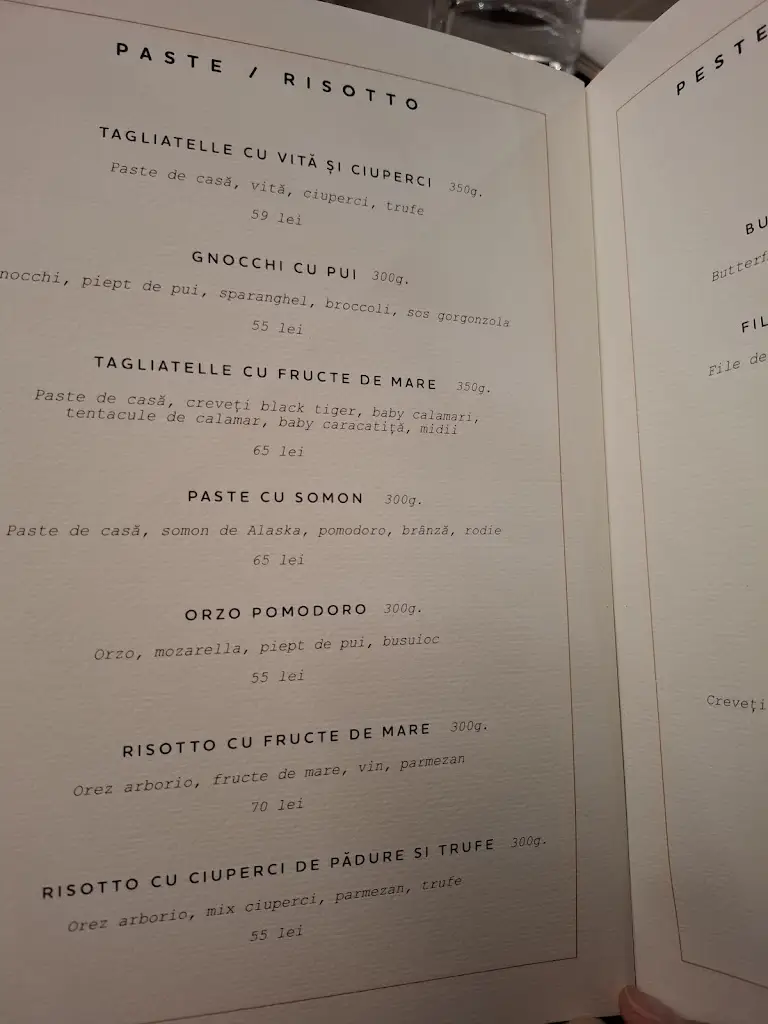 PASTE / RISOTTO
TAGLIATELLE CU VITĂ ȘI CIUPERCI 350g.
Paste de casă, vită, ciuperci, trufe
59 lei
GNOCCHI CU PUI 300g.
nocchi, piept de pui, sparanghel, broccoli, sos gorgonzola
55 lei
TAGLIATELLE CU FRUCTE DE MARE 350g.
Paste de casă, creveți black tiger, baby calamari,
tentacule de calamar, baby caracatiță, midii
65 lei
PASTE CU SOMON 300g.
Paste de casă, somon de Alaska, pomodoro, brânză, rodie
65 lei
ORZO POMODORO 300g.
Orzo, mozarella, piept de pui, busuioc
55 lei
RISOTTO CU FRUCTE DE MARE 300g.
Orez arborio, fructe de mare, vin, parmezan
70 lei
RISOTTO CU CIUPERCI DE PĂDURE SI TRUFE 300g.
Orez arborio, mix ciuperci, parmezan, trufe
55 lei
PESTE
BU
Butterf
FIL
File de
Creveți